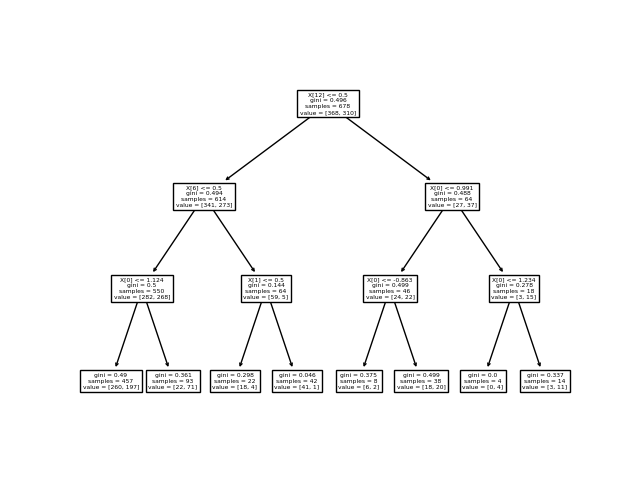 X[12] <= 0.5
gini = 0.496
samples = 678
value = [368, 310]
X[6] <= 0.5
gini = 0.494
samples = 614
value = [341, 273]
X[0] <= 0.991
gini = 0.488
samples = 64
value = [27, 37]
X[0] <= 1.124
gini = 0.5
samples = 550
value = [282, 268]
X[1] <= 0.5
gini = 0.144
samples = 64
value = [59, 5]
X[0] <= -0.863
gini = 0.499
samples = 46
value = [24, 22]
X[0] <= 1.234
gini = 0.278
samples = 18
value = [3, 15]
gini = 0.49
samples = 457
value = [260, 197]
gini = 0.361
samples = 93
value = [22, 71]
gini = 0.298
samples = 22
value = [18, 4]
gini = 0.046
samples = 42
value = [41, 1]
gini = 0.375
samples = 8
value = [6, 2]
gini = 0.499
samples = 38
value = [18, 20]
gini = 0.0
samples = 4
value = [0, 4]
gini = 0.337
samples = 14
value = [3, 11]